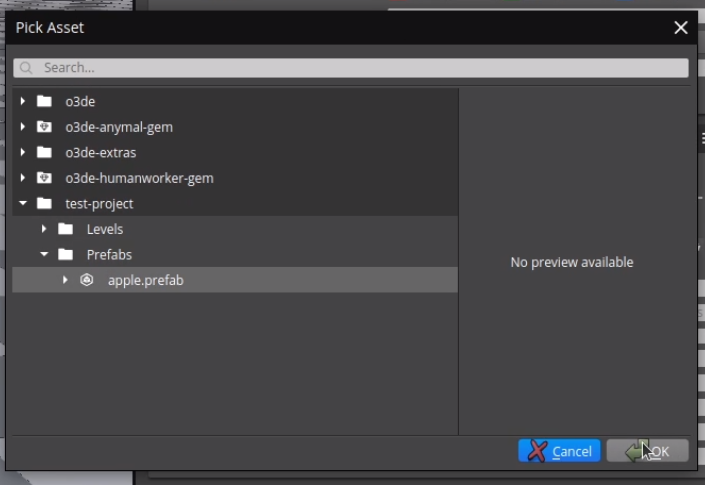 Pick Asset
Search...
o3de
o3de-anymal-gem
o3de-extras
o3de-humanworker-gem
test-project
Levels
Prefabs
apple.prefab
No preview available
Cancel
OK